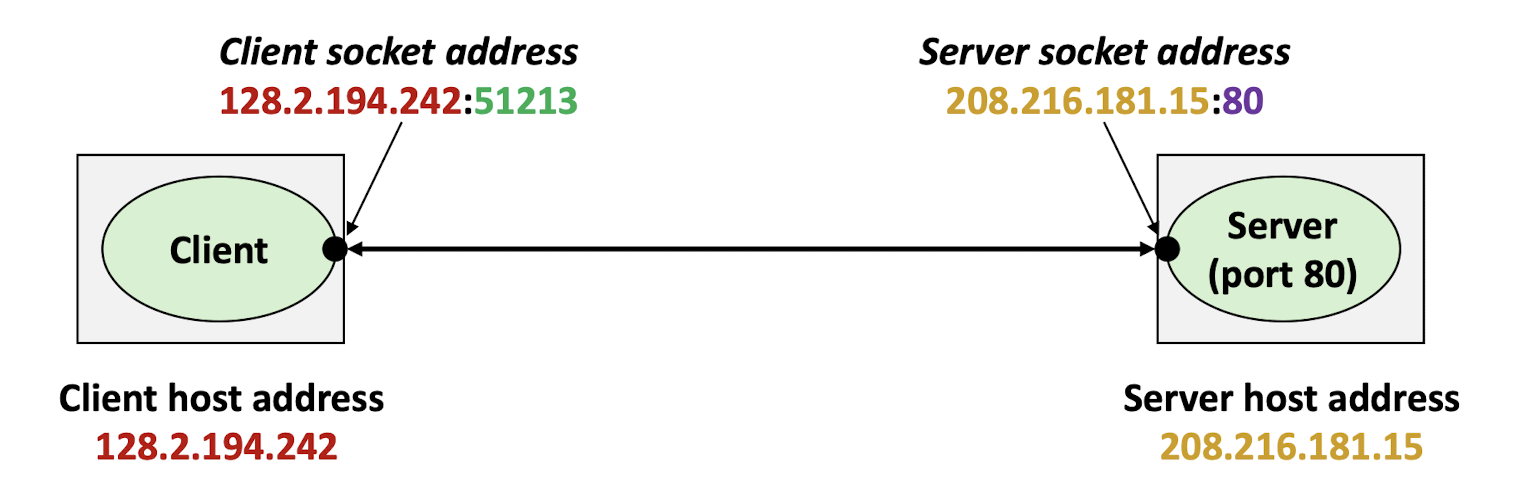 Client socket address
128.2.194.242:51213
Server socket address
208.216.181.15:80
Client
Server
(port 80)
Client host address
128.2.194.242
Server host address
208.216.181.15